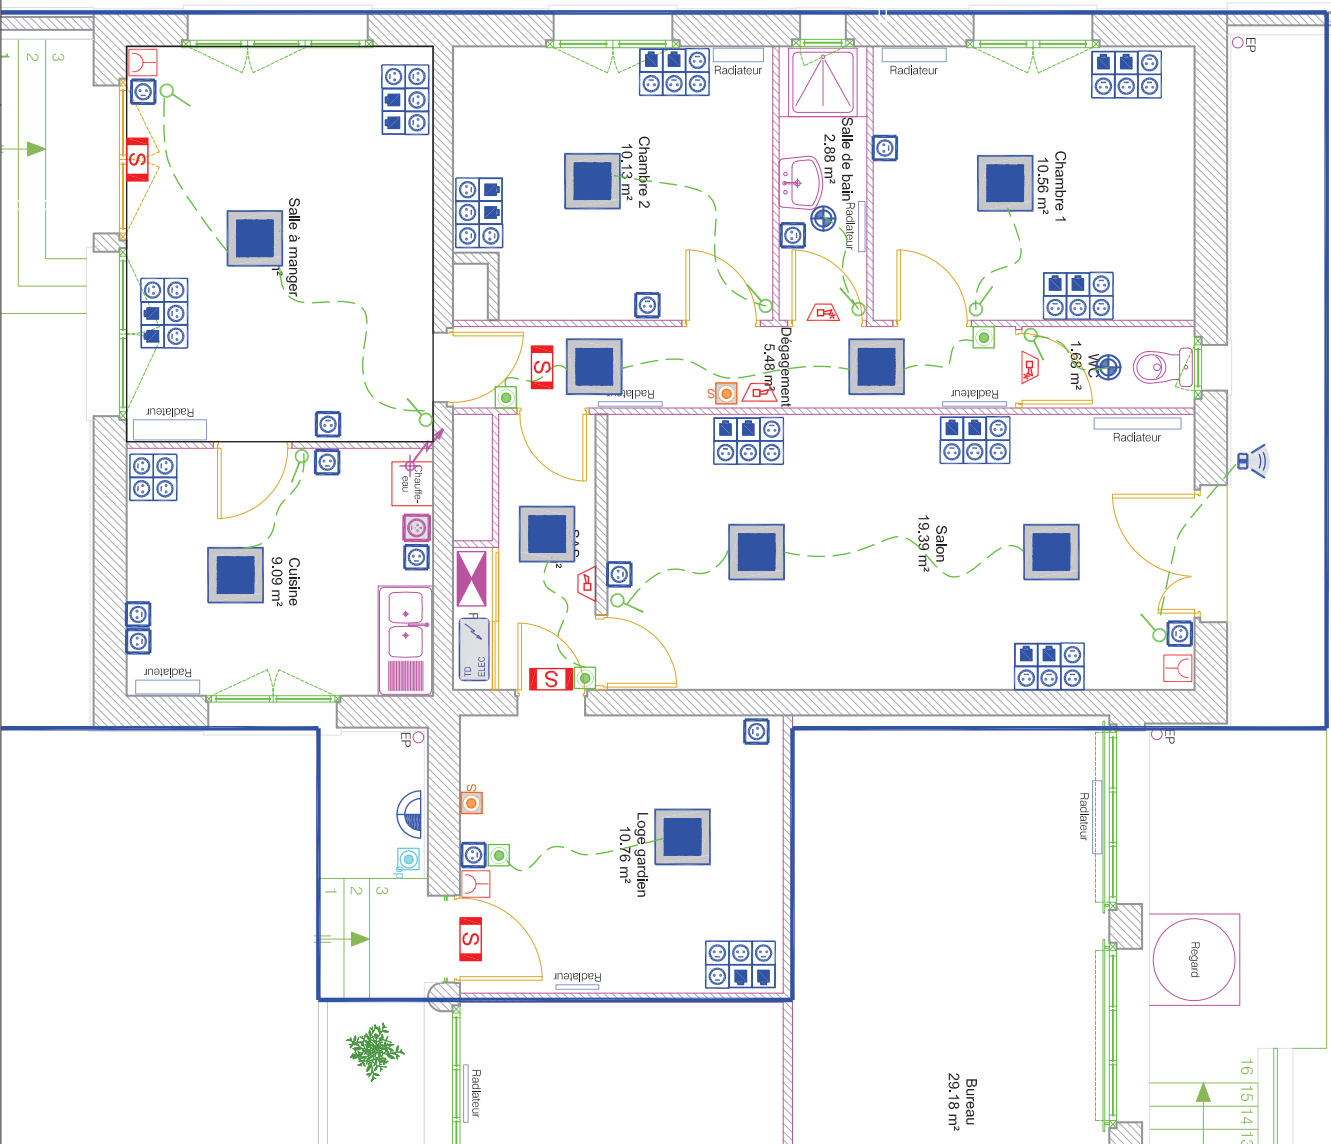 1
2
3
EP
Radiateur
Radiateur
Salle de bain
2.88 m²
Radiateur
Chambre 2
10.13 m²
Chambre 1
10.56 m²
S
Salle à manger
m²
Radiateur
S
Radiateur
S
Dégagement
5.48 m²
Radiateur
WC
1.68 m²
Radiateur
Chauffe-
eau
Salon
19.39 m²
Cuisine
9.09 m²
ELEC
TD.
S
Radiateur
EP
EP
S
Radiateur
Loge gardien
10.76 m²
1
2
3
S
Radiateur
Regard
Radiateur
Bureau
29.18 m²
16
15
14